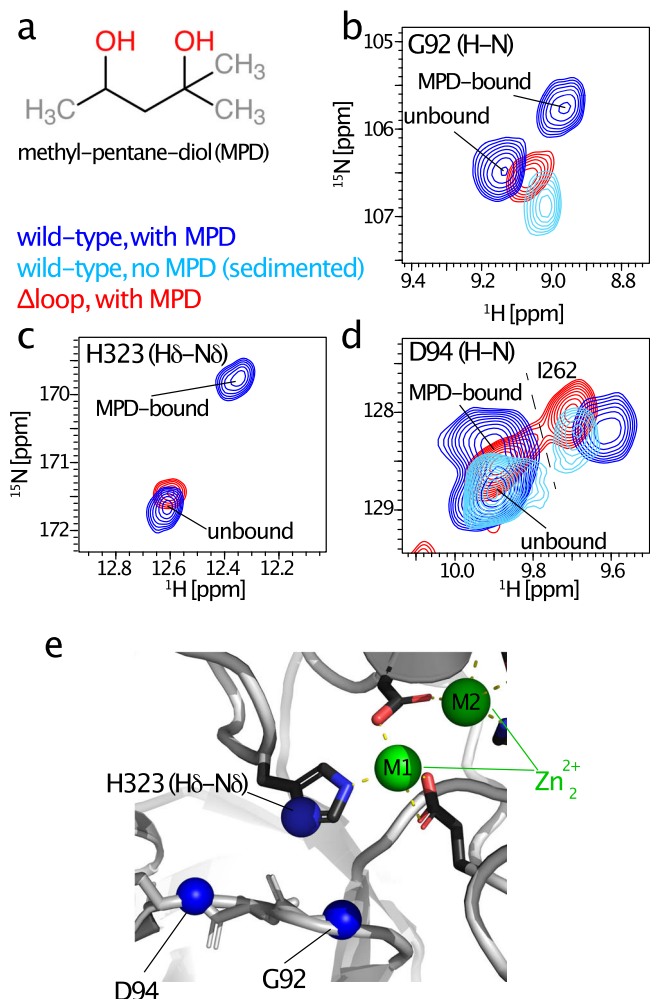 a
OH
OH
CH3
H3C
CH3
methyl-pentane-diol (MPD)
wild-type, with MPD
wild-type, no MPD (sedimented)
Δloop, with MPD
b
G92 (H-N)
MPD-bound
unbound
105
106
107
15N [ppm]
9.4
9.2
9.0
8.8
1H [ppm]
c
H323 (Hδ-Nδ)
MPD-bound
unbound
170
171
172
15N [ppm]
12.8
12.6
12.4
12.2
1H [ppm]
d
D94 (H-N)
I262
MPD-bound
unbound
128
129
10.0
9.8
9.6
1H [ppm]
e
M2
M1
H323 (Hδ-Nδ)
Zn2 2+
D94
G92